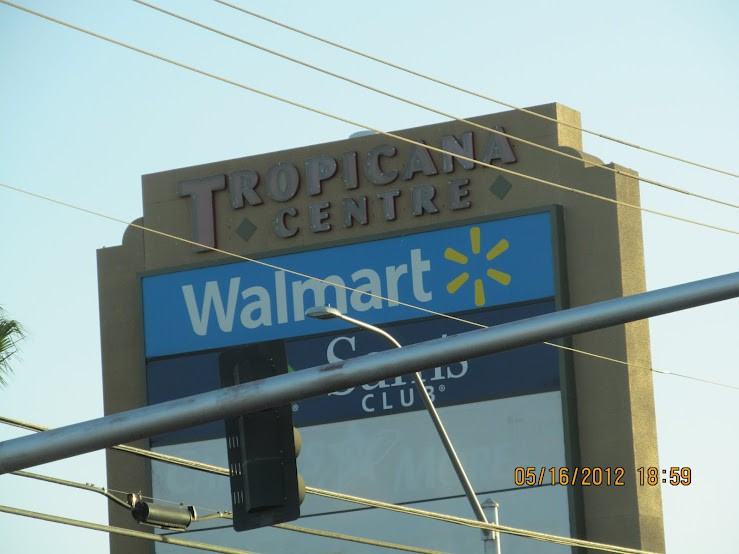 TROPICANA
CENTRE
Walmart
Sam's
CLUB®
05/16/2012 18:59